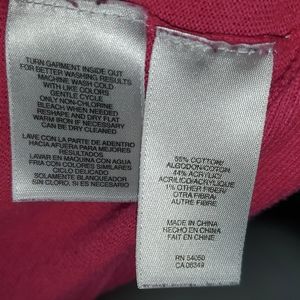 TURN GARMENT INSIDE OUT
FOR BETTER WASHING RESULTS
MACHINE WASH COLD
WITH LIKE COLORS
GENTLE CYCLE
ONLY NON-CHLORINE
BLEACH WHEN NEEDED
RESHAPE AND DRY FLAT
WARM IRON IF NECESSARY
CAN BE DRY CLEANED
LAVE CON LA PARTE DE ADENTRO
HACIA AFUERA PARA MEJORES
RESULTADOS
LAVAR EN MAQUINA CON AGUA
FRIA CON COLORES SIMILARES
CICLO DELICADO
SOLAMENTE BLANQUEADOR
SIN CLORO, SI ES NECESARIO
COTTON/
ALGODON/COTON
44% ACRYLIC/
ACRILICO/ACRYLIQUE
1% OTHER FIBER/
OTRA FIBRA/
AUTRE FIBRE
MADE IN CHINA
HECHO EN CHINA
FAIT EN CHINE
RN 54050
CA 06349